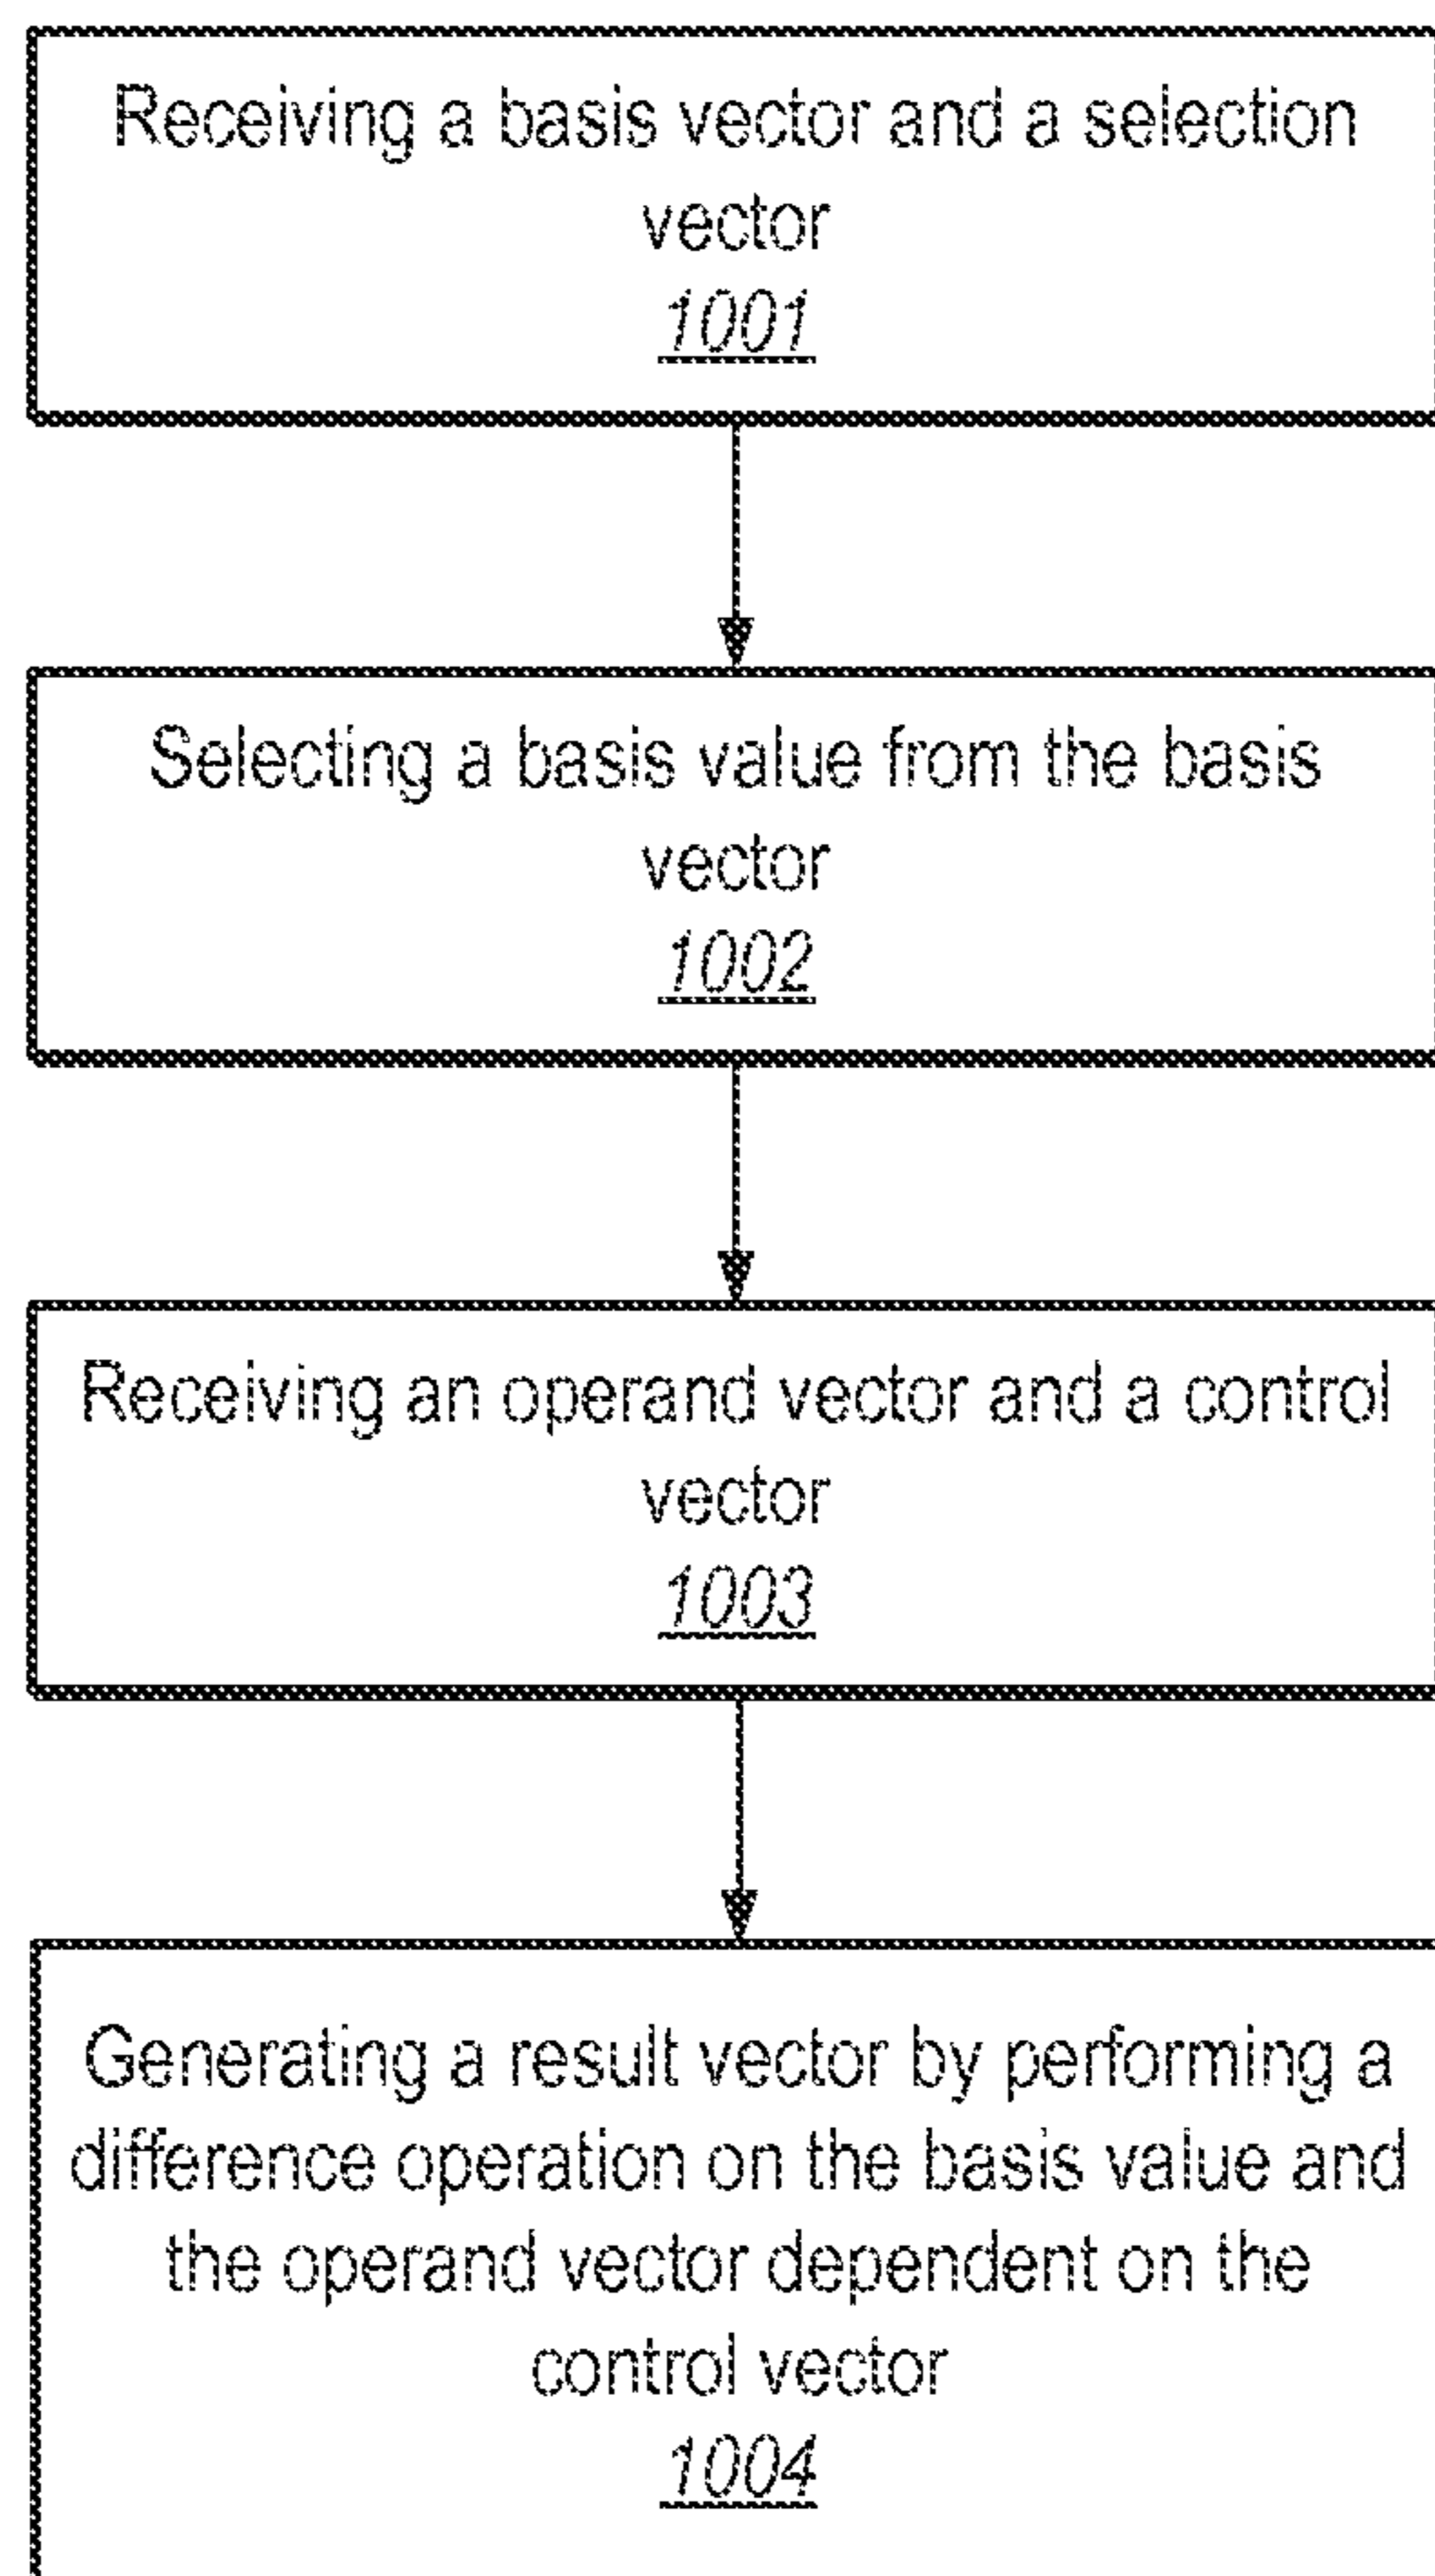 Receiving a basis vector and a selection
vector
1001
Selecting a basis value from the basis
vector
1002
Receiving an operand vector and a control
vector
1003
Generating a result vector by performing a
difference operation on the basis value and
the operand vector dependent on the
control vector
1004